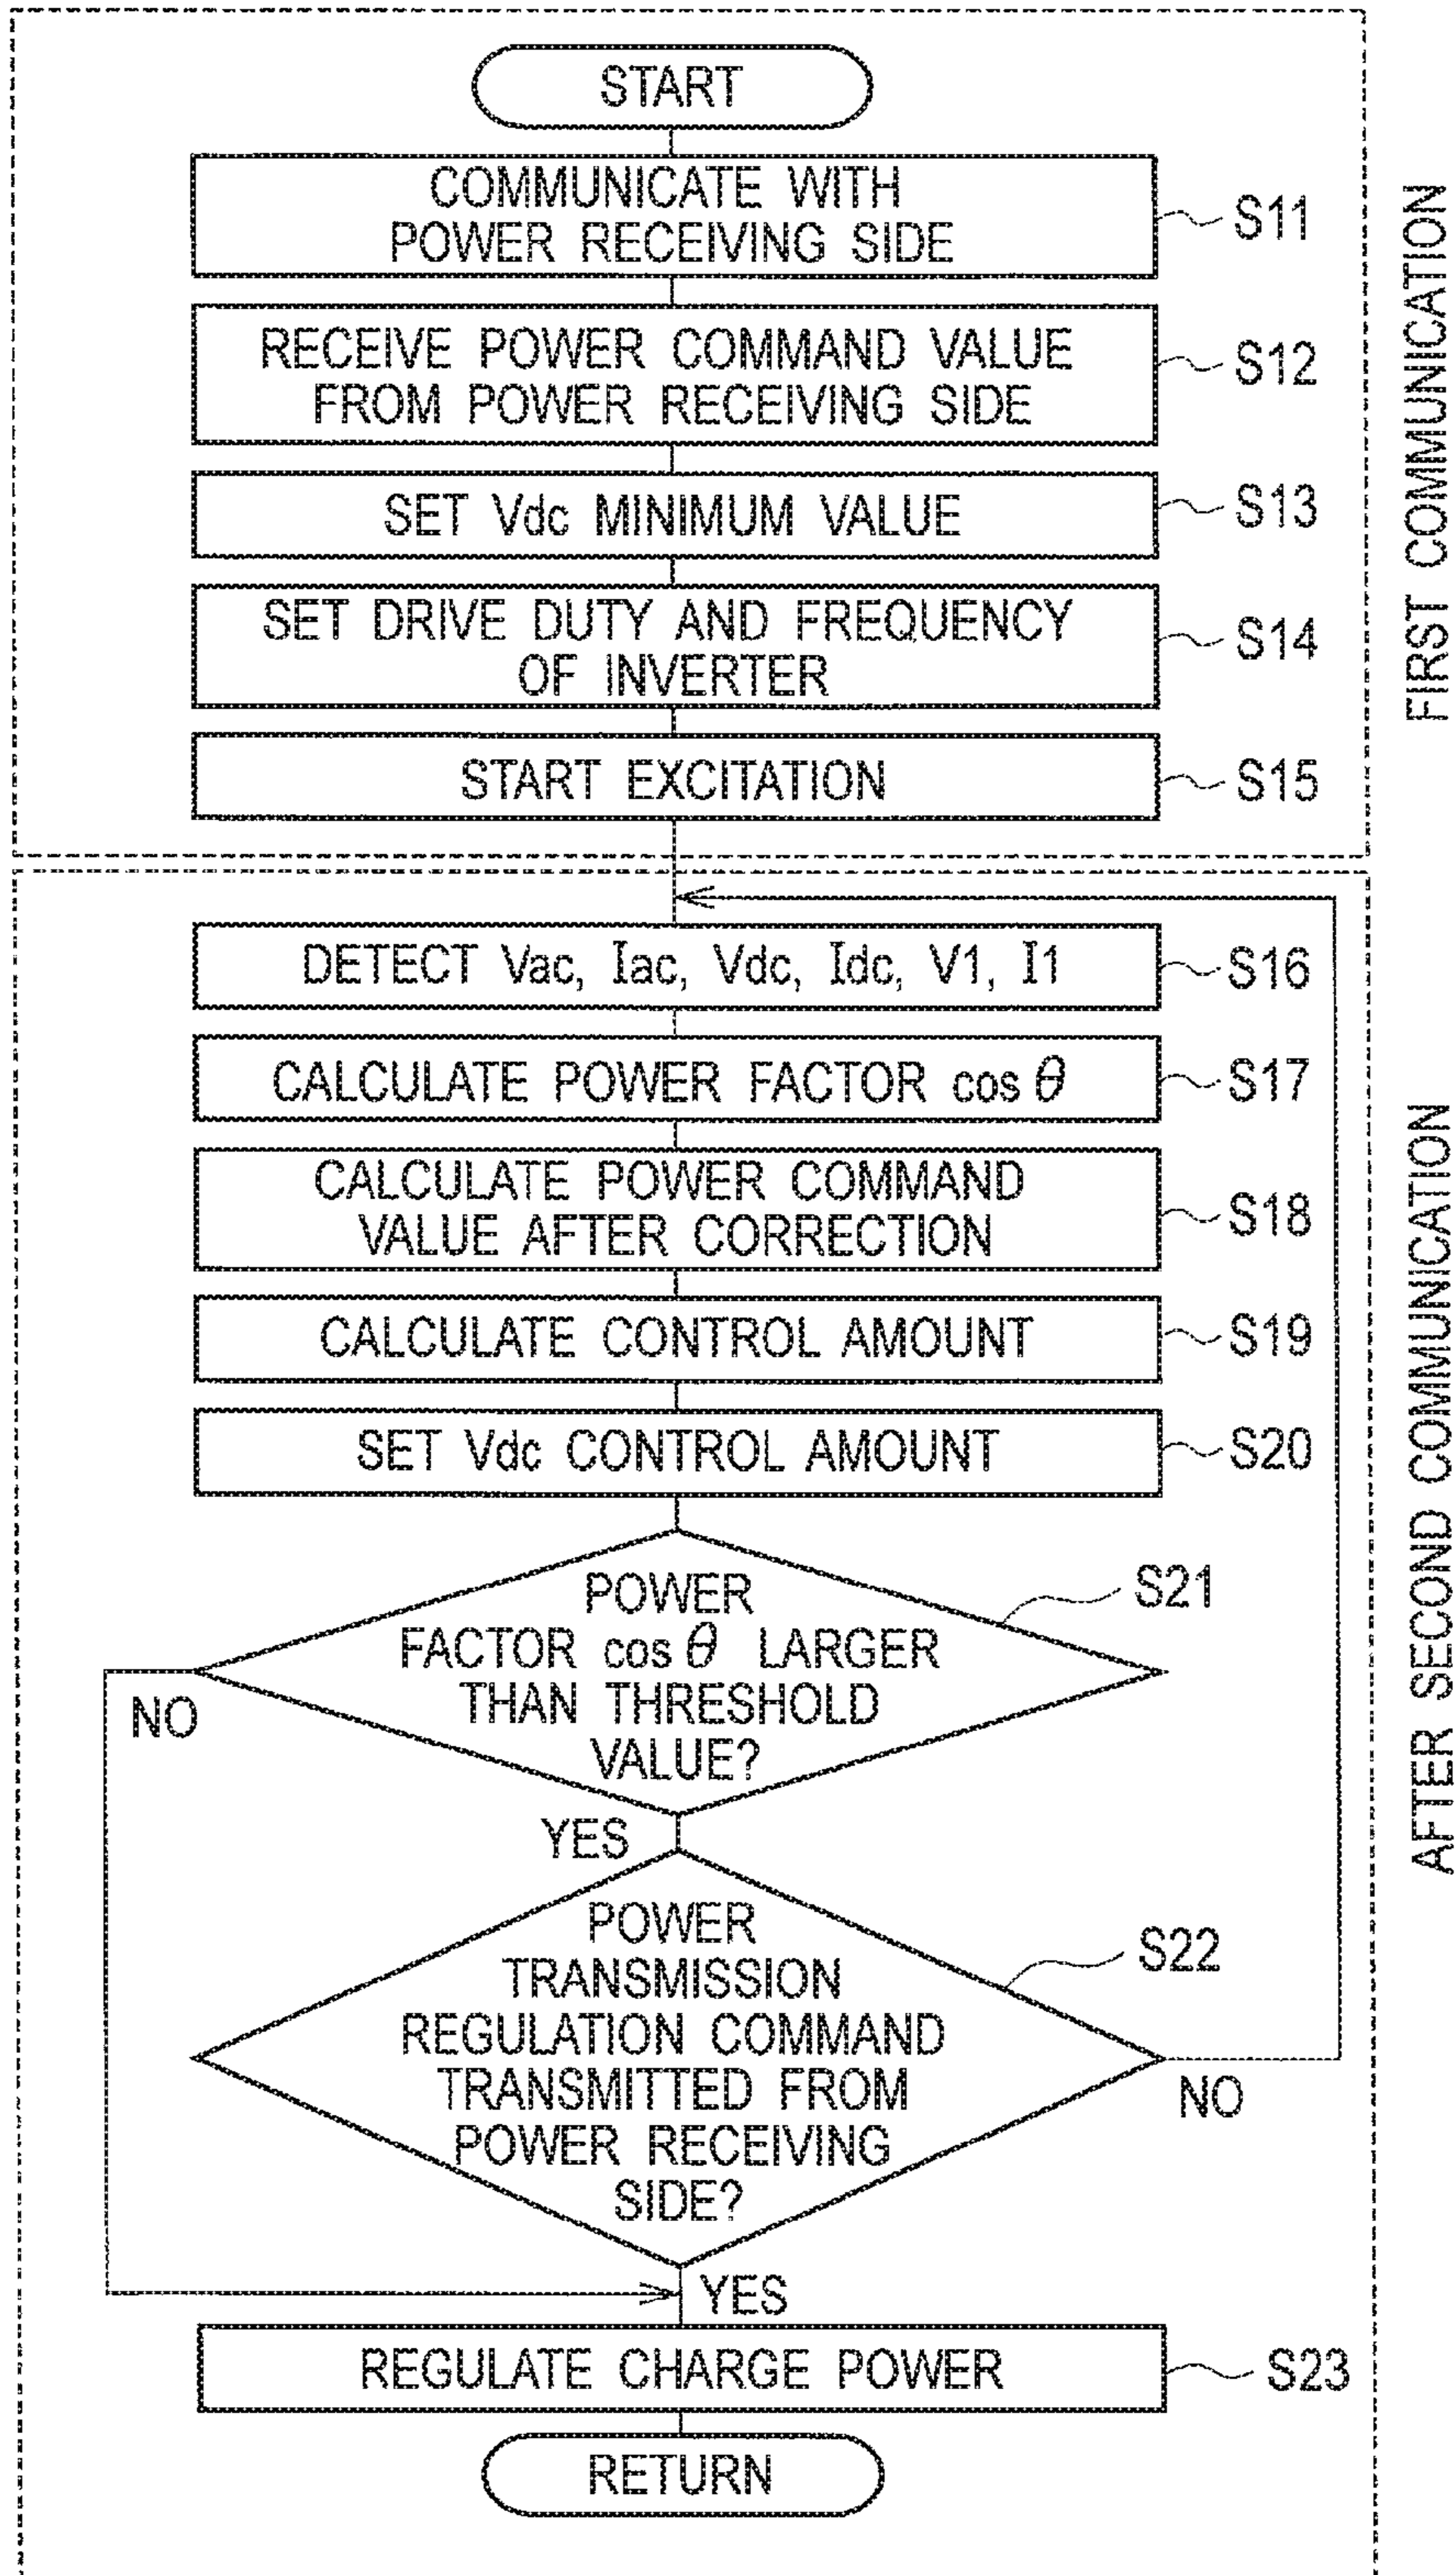 START
COMMUNICATE WITH
POWER RECEIVING SIDE
S11
RECEIVE POWER COMMAND VALUE
FROM POWER RECEIVING SIDE
S12
SET Vdc MINIMUM VALUE
S13
SET DRIVE DUTY AND FREQUENCY
OF INVERTER
S14
START EXCITATION
S15
FIRST COMMUNICATION
DETECT Vac, Iac, Vdc, Idc, V1, I1
S16
CALCULATE POWER FACTOR cos θ
S17
CALCULATE POWER COMMAND
VALUE AFTER CORRECTION
S18
CALCULATE CONTROL AMOUNT
S19
SET Vdc CONTROL AMOUNT
S20
POWER
FACTOR cos θ LARGER
THAN THRESHOLD
VALUE?
S21
NO
YES
POWER
TRANSMISSION
REGULATION COMMAND
TRANSMITTED FROM
POWER RECEIVING
SIDE?
S22
NO
YES
REGULATE CHARGE POWER
S23
RETURN
AFTER SECOND COMMUNICATION